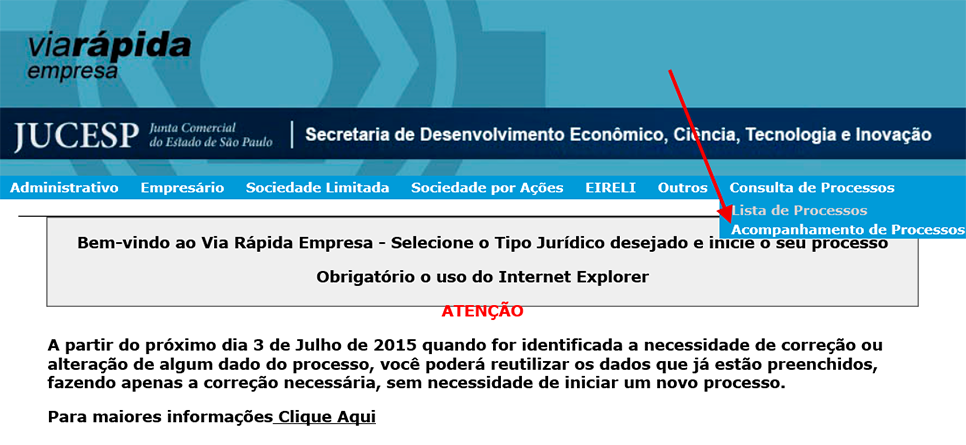 viarápida
empresa
JUCESP Junta Comercial do Estado de São Paulo | Secretaria de Desenvolvimento Econômico, Ciência, Tecnologia e Inovação
Administrativo Empresário Sociedade Limitada Sociedade por Ações EIRELI Outros Consulta de Processos
Lista de Processos
Acompanhamento de Processos
Bem-vindo ao Via Rápida Empresa - Selecione o Tipo Jurídico desejado e inicie o seu processo
Obrigatório o uso do Internet Explorer
ATENÇÃO
A partir do próximo dia 3 de Julho de 2015 quando for identificada a necessidade de correção ou
alteração de algum dado do processo, você poderá reutilizar os dados que já estão preenchidos,
fazendo apenas a correção necessária, sem necessidade de iniciar um novo processo.
Para maiores informações Clique Aqui